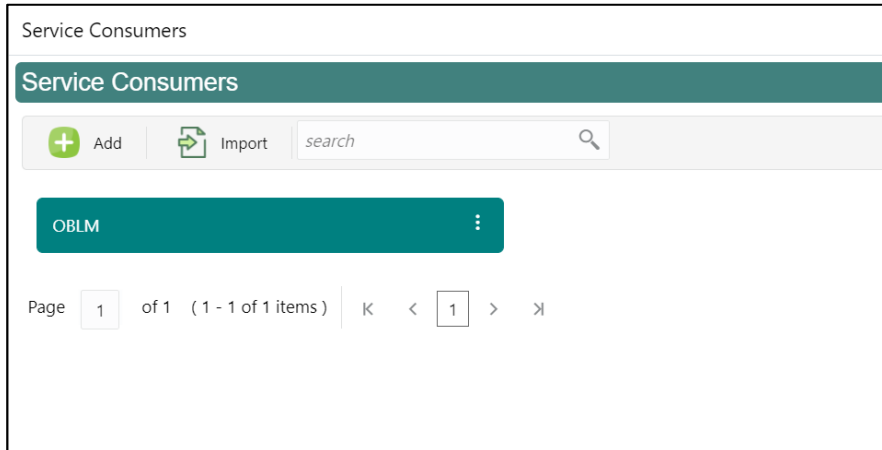 Service Consumers
Service Consumers
Add Import search
OBLM
Page 1 of 1 ( 1 - 1 of 1 items ) 1